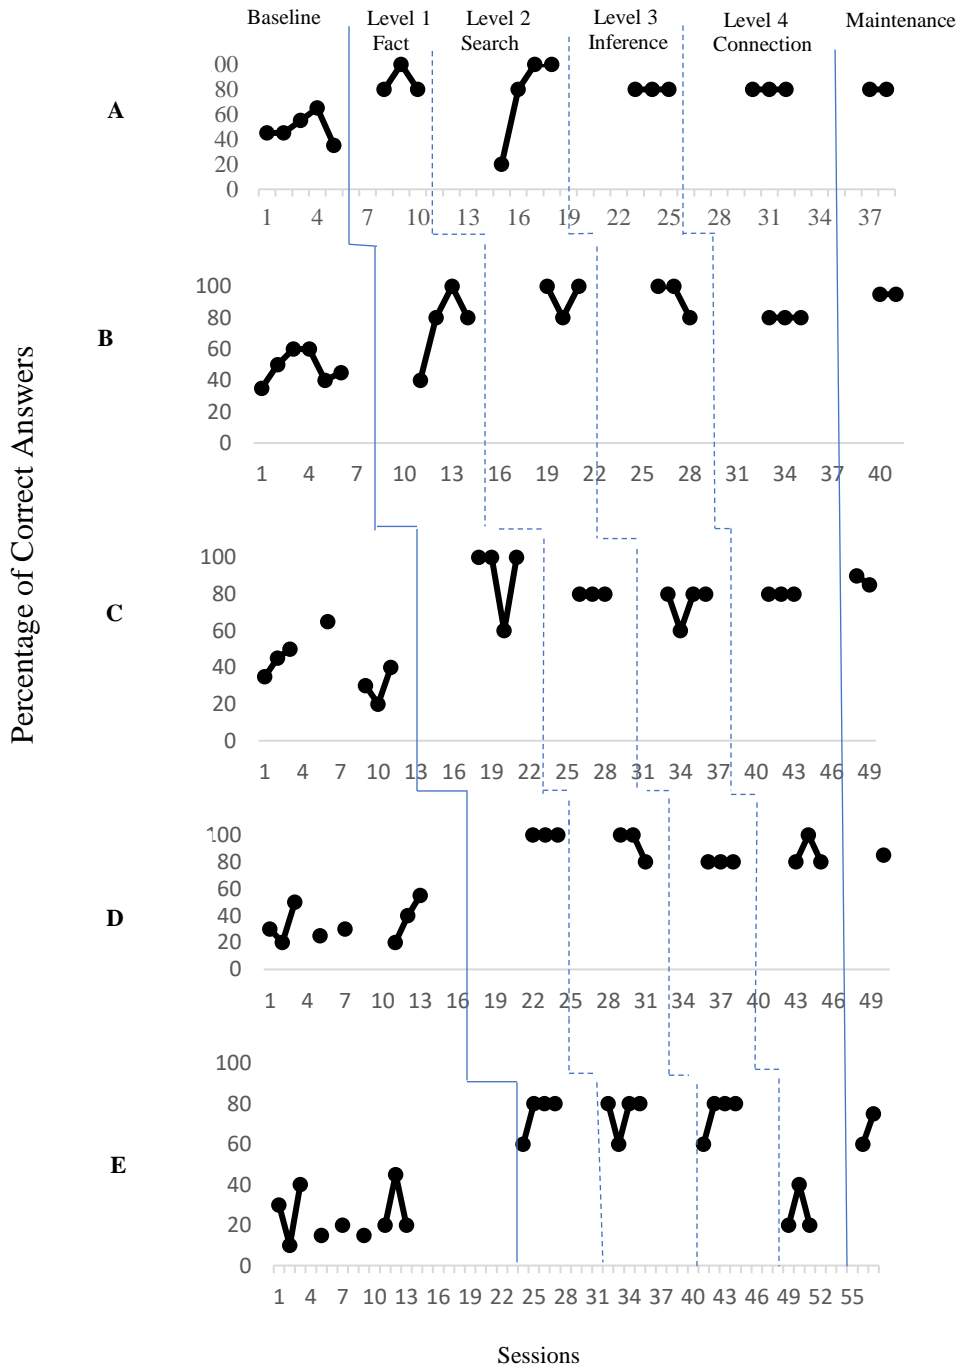 Baseline Level 1 Level 2 Level 3 Level 4 Maintenance
Fact Search Inference Connection
Percentage of Correct Answers
A
00
80
60
40
20
0
1 4 7 10 13 16 19 22 25 28 31 34 37
B
100
80
60
40
20
0
1 4 7 10 13 16 19 22 25 28 31 34 37 40
C
100
80
60
40
20
0
1 4 7 10 13 16 19 22 25 28 31 34 37 40 43 46 49
D
100
80
60
40
20
0
1 4 7 10 13 16 19 22 25 28 31 34 37 40 43 46 49
E
100
80
60
40
20
0
1 4 7 10 13 16 19 22 25 28 31 34 37 40 43 46 49 52 55
Sessions